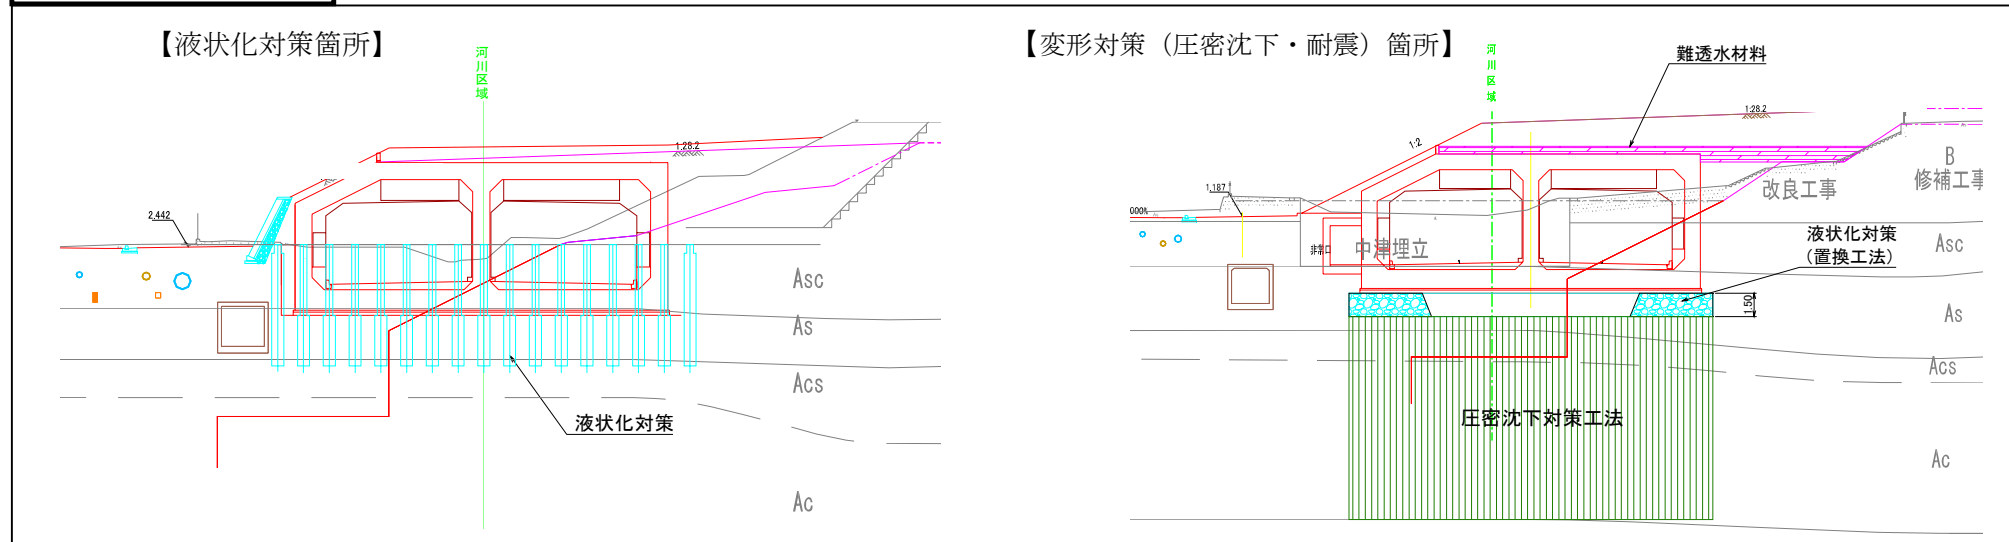 【液状化対策箇所】
河川区域
1:28.2
2,442
Asc
As
Acs
Ac
液状化対策
【変形対策（圧密沈下・耐震）箇所】
河川区域
難透水材料
1:28.2
1:2
B
修補工事
改良工事
1,187
000%
非常口
中津埋立
液状化対策
(置換工法)
1.50
Asc
As
Acs
Ac
圧密沈下対策工法